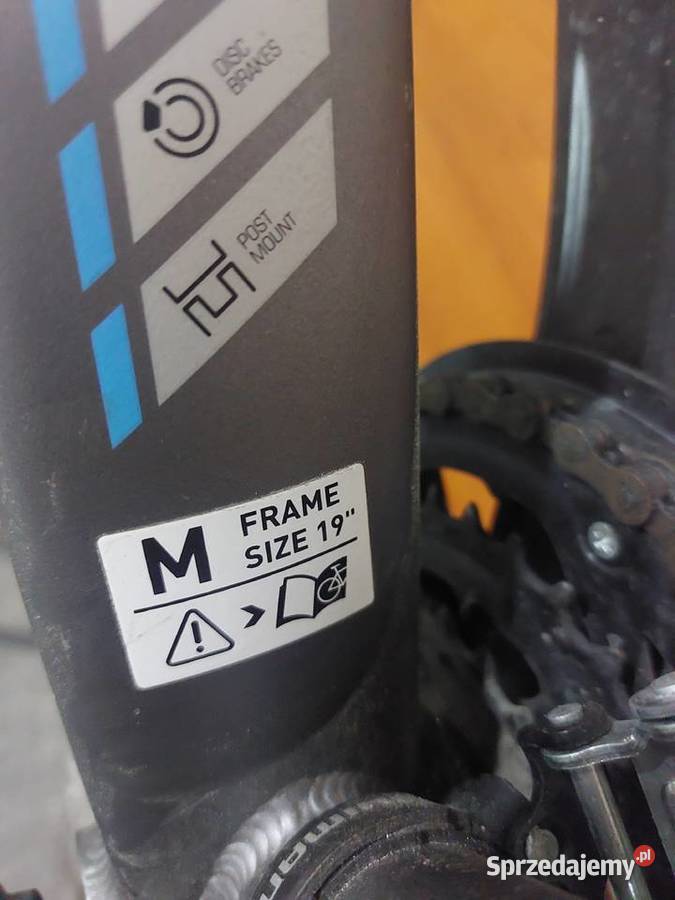 DISC
BRAKES
POST
MOUNT
M
FRAME
SIZE 19"
Sprzedajemy.pl